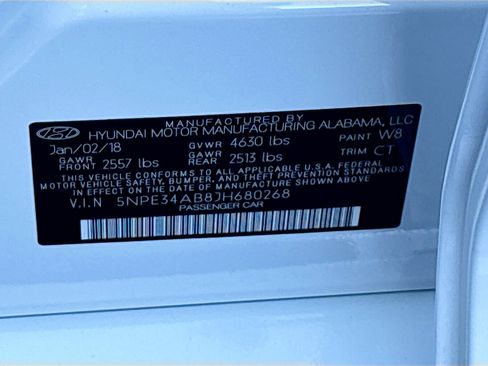 MANUFACTURED BY
HYUNDAI MOTOR MANUFACTURING ALABAMA, LLC
Jan/02/18 GVWR 4630 lbs PAINT W8
GAWR FRONT 2557 lbs GAWR REAR 2513 lbs TRIM CT
THIS VEHICLE CONFORMS TO ALL APPLICABLE U.S.A. FEDERAL
MOTOR VEHICLE SAFETY, BUMPER, AND THEFT PREVENTION STANDARDS
IN EFFECT ON THE DATE OF MANUFACTURE SHOWN ABOVE.
V.I.N 5NPE34AB8JH680268
PASSENGER CAR